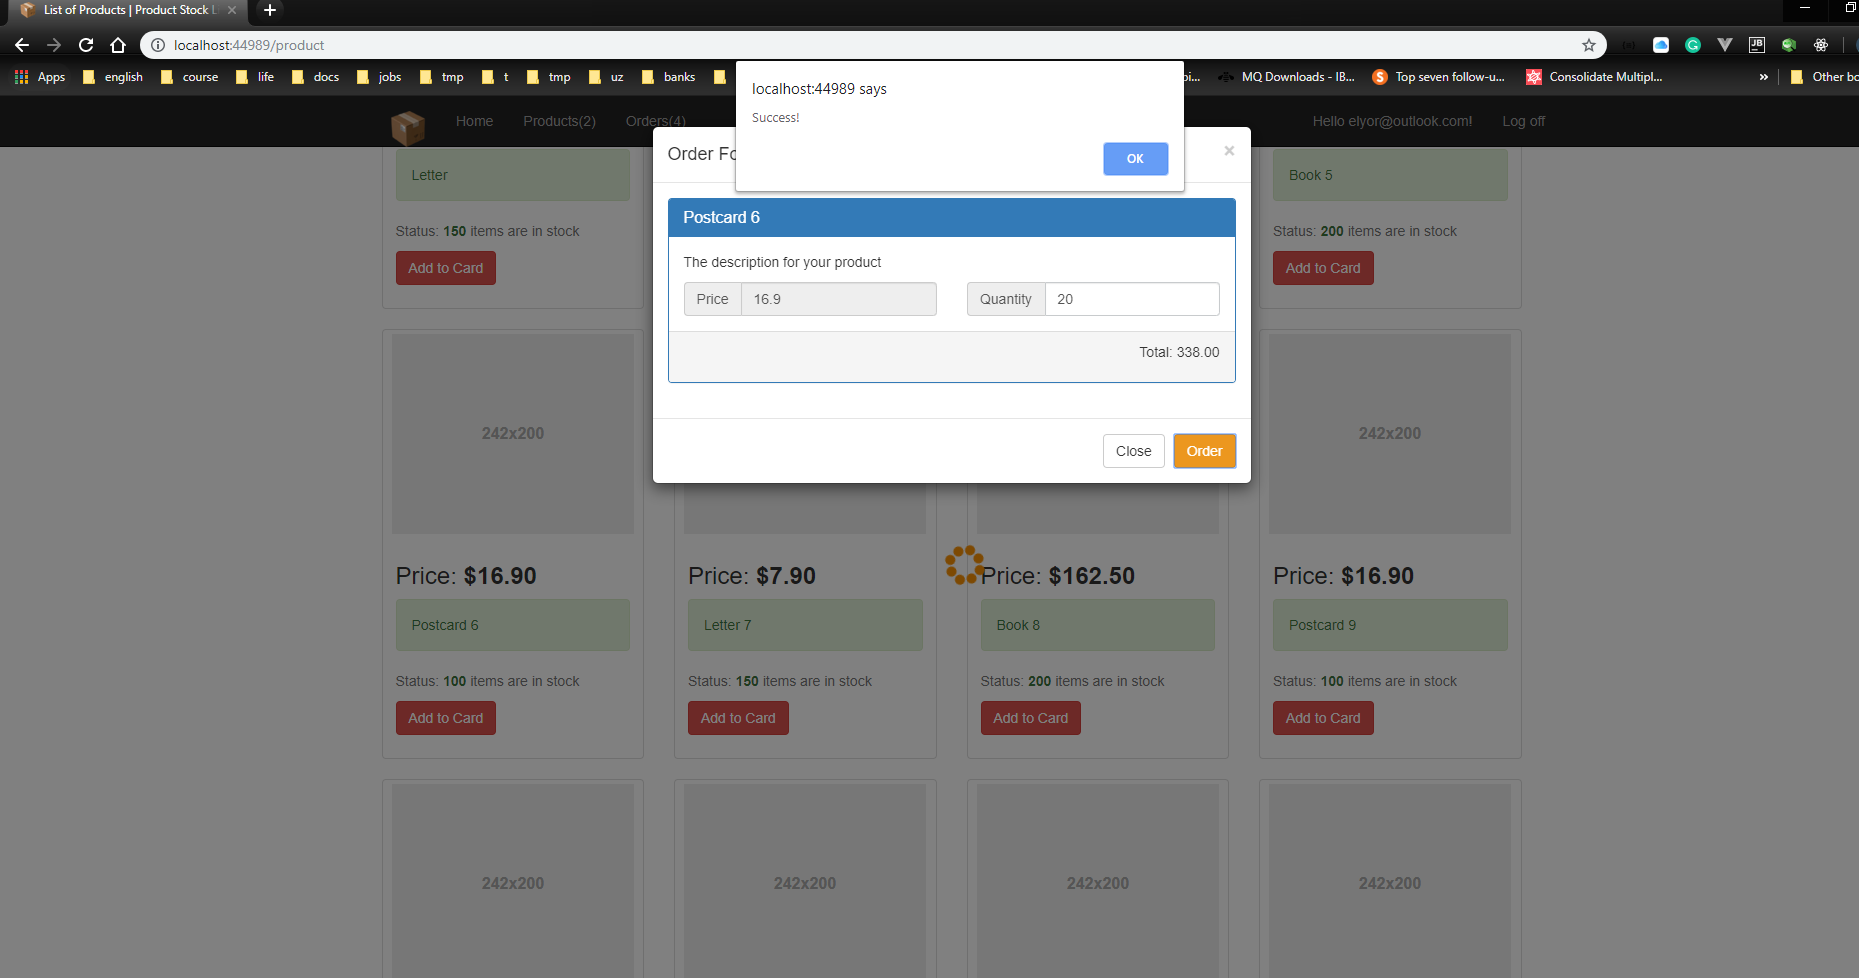 List of Products | Product Stock L
localhost:44989/product
Apps english course life docs jobs tmp t tmp uz banks pi... MQ Downloads - IB... Top seven follow-u... Consolidate Multipl... » Other bo
localhost:44989 says
Success!
OK
Home Products(2) Orders(4) Hello elyor@outlook.com! Log off
Order Fo ×
Letter
Book 5
Status: 150 items are in stock
Status: 200 items are in stock
Add to Card
Add to Card
Postcard 6
The description for your product
Price 16.9 Quantity 20
Total: 338.00
Close Order
242x200
242x200
Price: $16.90 Price: $7.90 Price: $162.50 Price: $16.90
Postcard 6 Letter 7 Book 8 Postcard 9
Status: 100 items are in stock Status: 150 items are in stock Status: 200 items are in stock Status: 100 items are in stock
Add to Card Add to Card Add to Card Add to Card
242x200 242x200 242x200 242x200